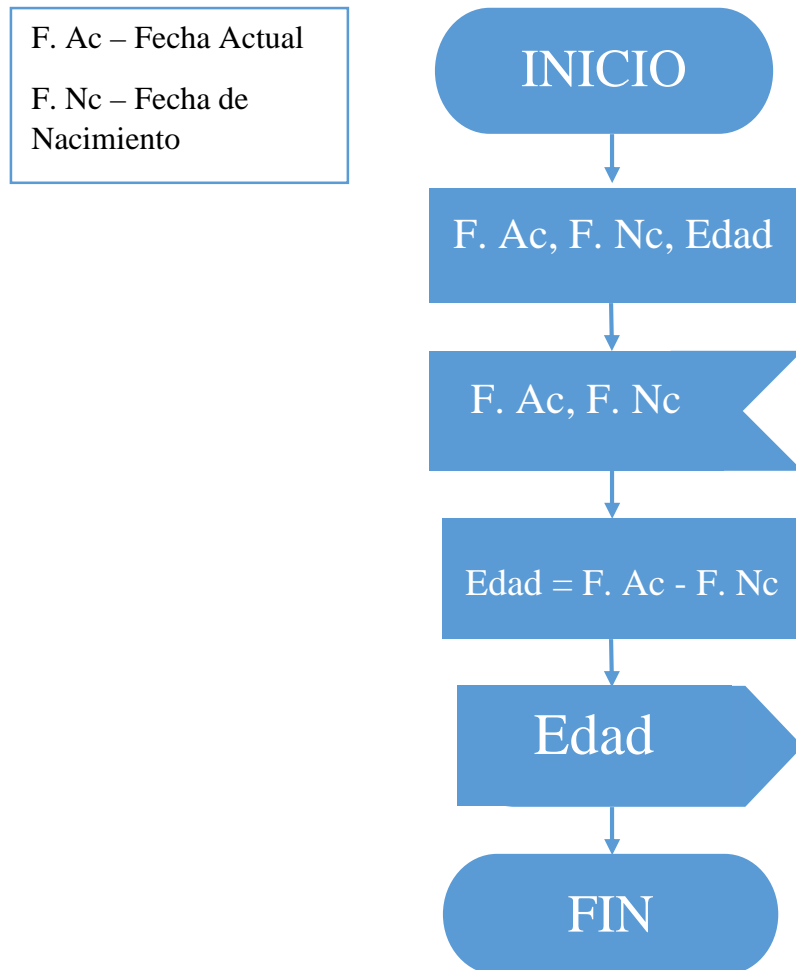 F. Ac – Fecha Actual
F. Nc – Fecha de
Nacimiento
INICIO
F. Ac, F. Nc, Edad
F. Ac, F. Nc
Edad = F. Ac - F. Nc
Edad
FIN